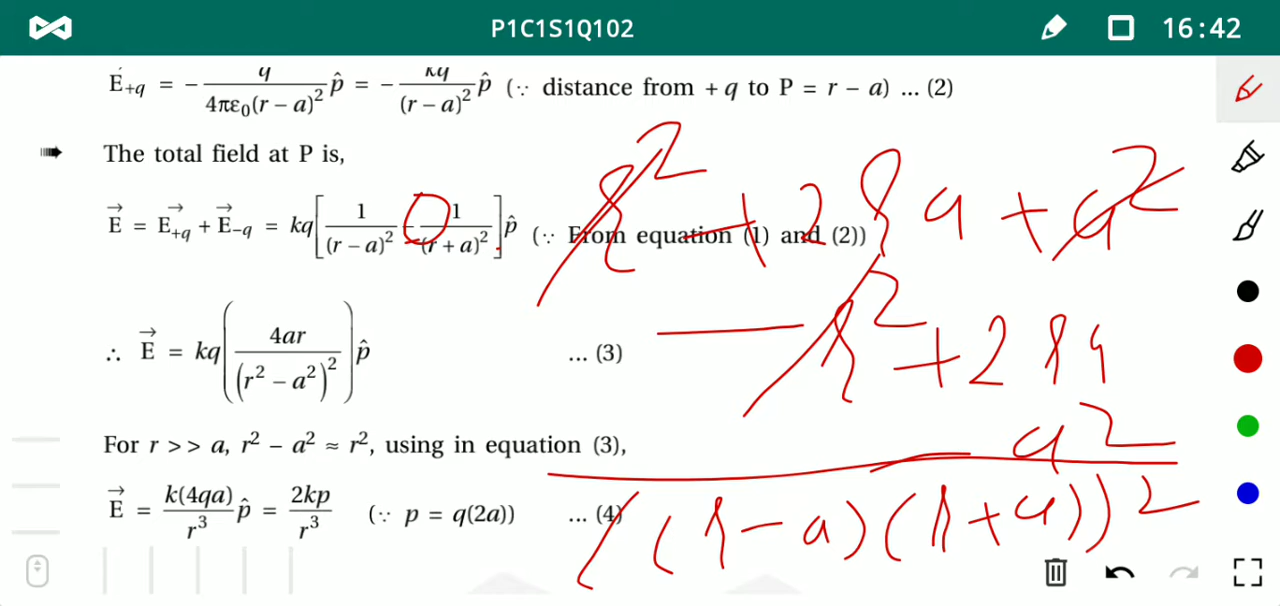 P1C1S1Q102
16:42
E⃗+q = − q/(4πε₀(r − a)²) p̂ = − kq/(r − a)² p̂ (∵ distance from + q to P = r − a) ... (2)
➠ The total field at P is,
E⃗ = E⃗+q + E⃗−q = kq[1/(r − a)² − 1/(r + a)²] p̂ (∵ From equation (1) and (2))
∴ E⃗ = kq(4ar/(r² − a²)²) p̂ ... (3)
For r >> a, r² − a² ≈ r², using in equation (3),
E⃗ = k(4qa)/r³ p̂ = 2kp/r³ (∵ p = q(2a)) ... (4)
r² + 2ra + a²
− r² + 2ra
− a²
((r − a)(r + a))²